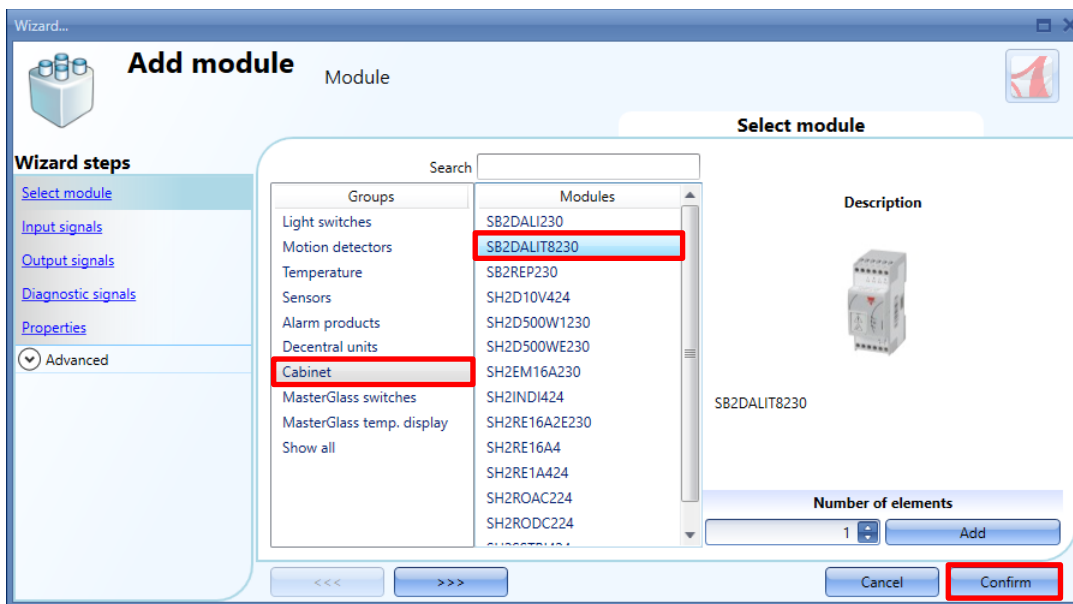 Wizard...
Add module
Module
Select module
Wizard steps
Select module
Input signals
Output signals
Diagnostic signals
Properties
Advanced
Search
Groups
Light switches
Motion detectors
Temperature
Sensors
Alarm products
Decentral units
Cabinet
MasterGlass switches
MasterGlass temp. display
Show all
Modules
SB2DALI230
SB2DALIT8230
SB2REP230
SH2D10V424
SH2D500W1230
SH2D500WE230
SH2EM16A230
SH2INDI424
SH2RE16A2E230
SH2RE16A4
SH2RE1A424
SH2ROAC224
SH2RODC224
Description
SB2DALIT8230
Number of elements
1
Add
<<<
>>>
Cancel
Confirm